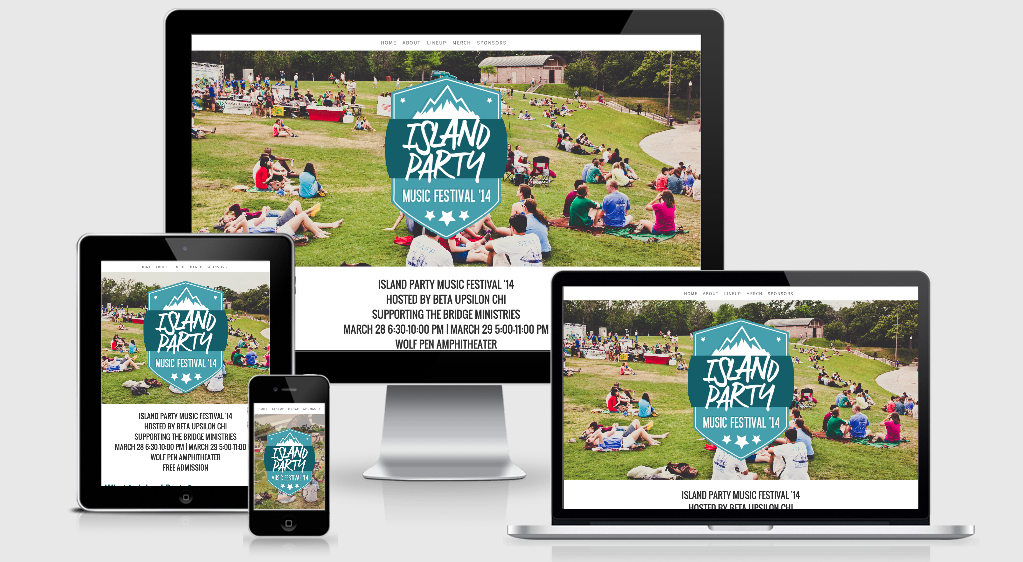 HOME ABOUT LINEUP MERCH SPONSORS
ISLAND
PARTY
MUSIC FESTIVAL '14
ISLAND PARTY MUSIC FESTIVAL '14
HOSTED BY BETA UPSILON CHI
SUPPORTING THE BRIDGE MINISTRIES
MARCH 28 6:30-10:00 PM | MARCH 29 5:00-11:00 PM
WOLF PEN AMPHITHEATER
ISLAND
PARTY
MUSIC FESTIVAL '14
ISLAND PARTY MUSIC FESTIVAL '14
HOSTED BY BETA UPSILON CHI
SUPPORTING THE BRIDGE MINISTRIES
MARCH 28 6:30-10:00 PM | MARCH 29 5:00-11:00
WOLF PEN AMPHITHEATER
FREE ADMISSION
ISLAND
PARTY
MUSIC FESTIVAL '14
HOME ABOUT LINEUP MERCH SPONSORS
ISLAND
PARTY
MUSIC FESTIVAL '14
ISLAND PARTY MUSIC FESTIVAL '14
HOSTED BY BETA UPSILON CHI